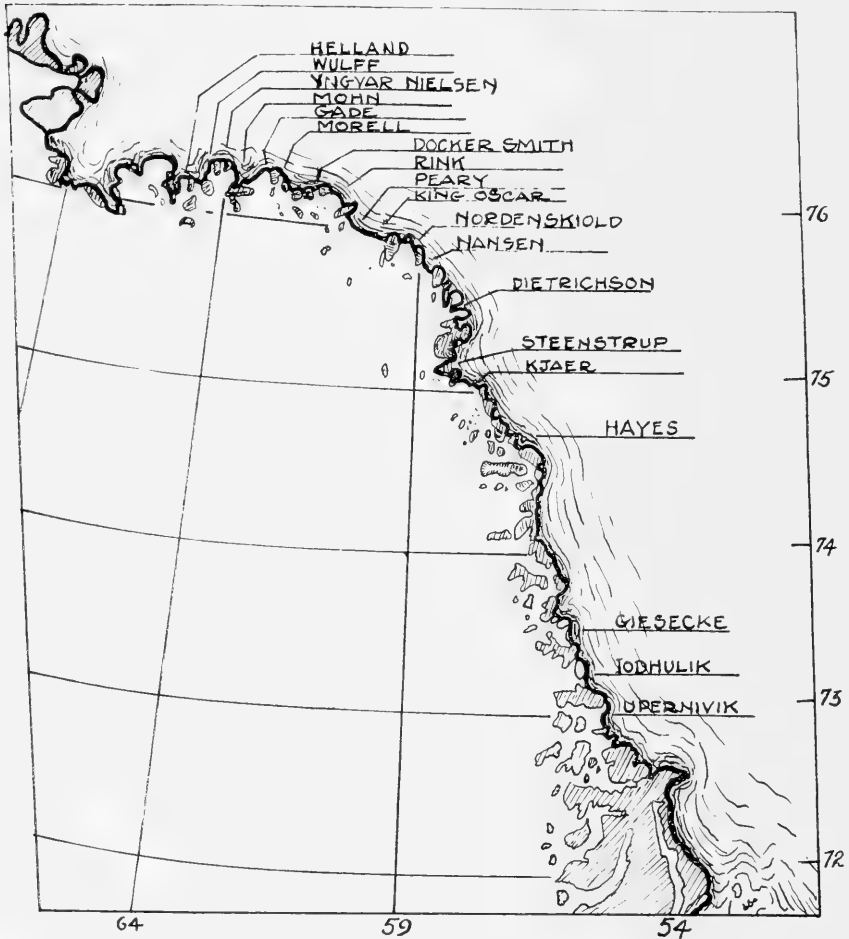 HELLAND
WULFF
YNGVAR NIELSEN
MOHN
GADE
MORELL
DOCKER SMITH
RINK
PEARY
KING OSCAR
76
NORDENSKIOLD
NANSEN
DIETRICHSON
STEENSTRUP
KJAER
75
HAYES
74
GIESECKE
IODHULIK
73
UPERNIVIK
72
64
59
54